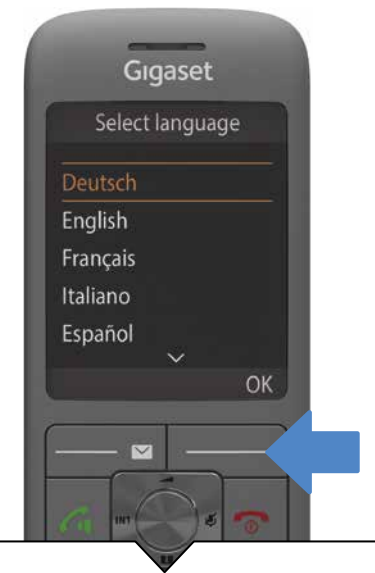 Gigaset
Select language
Deutsch
English
Français
Italiano
Español
OK
INT